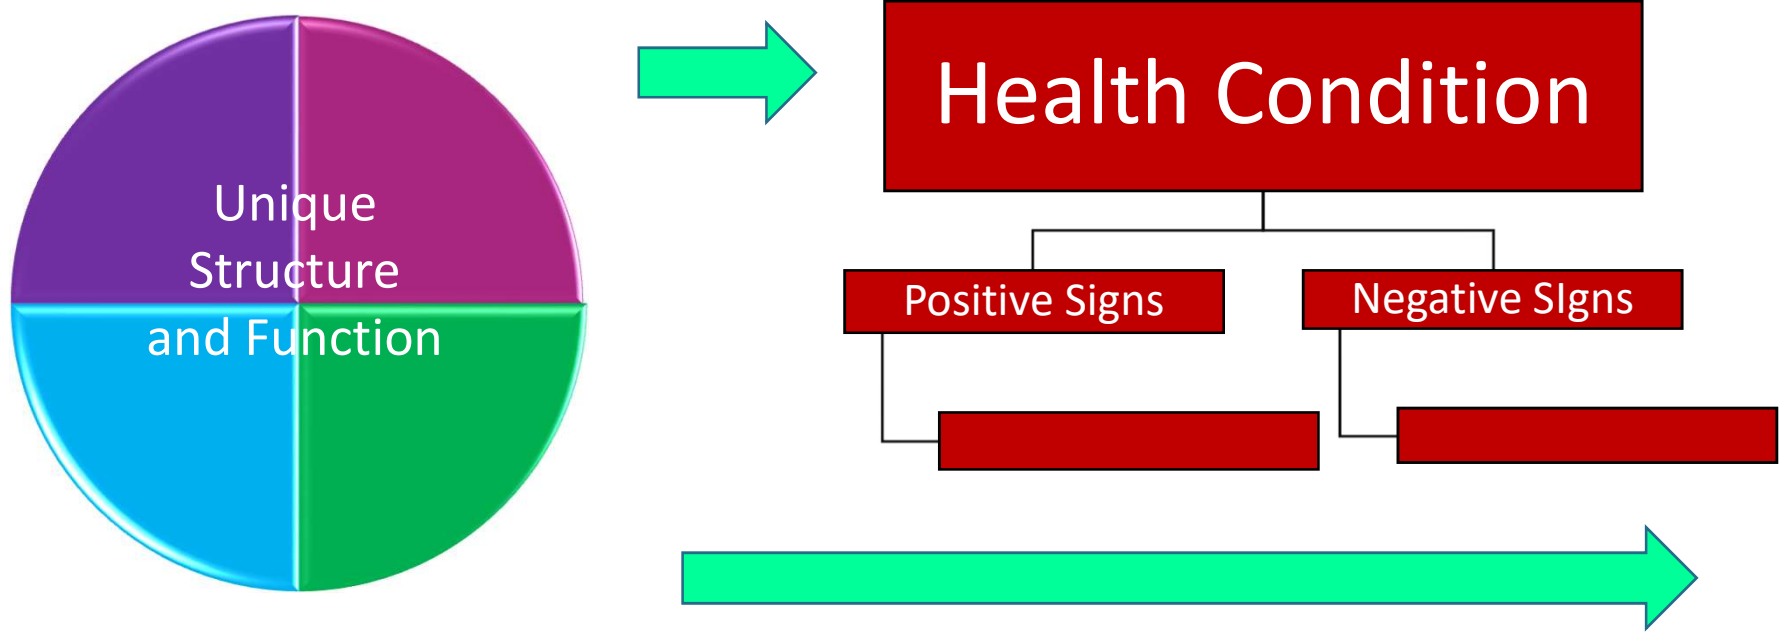 Unique
Structure
and Function
Health Condition
Positive Signs
Negative SIgns